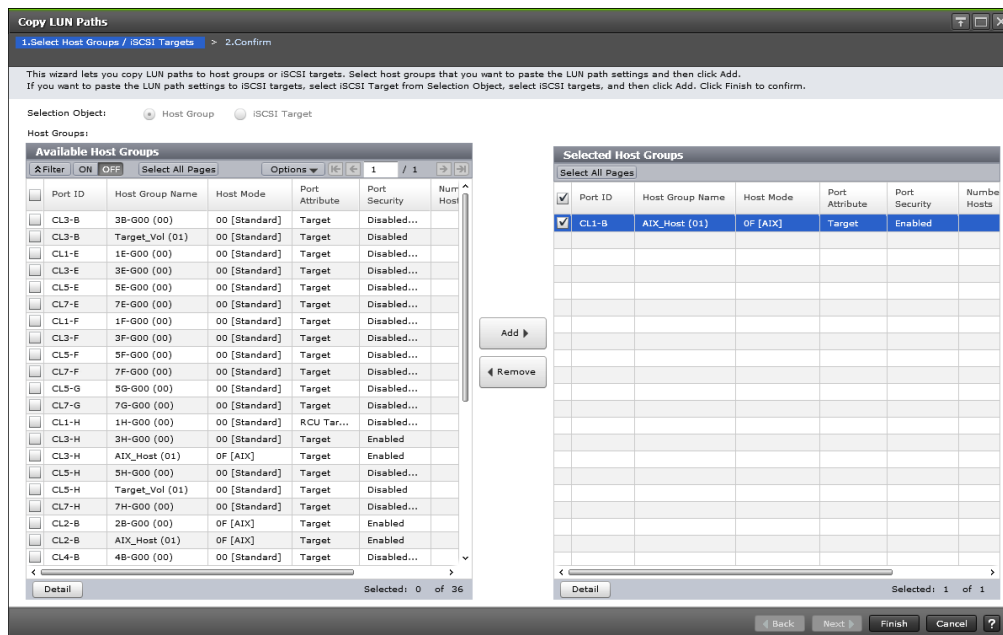 Copy LUN Paths
1.Select Host Groups / iSCSI Targets > 2.Confirm
This wizard lets you copy LUN paths to host groups or iSCSI targets. Select host groups that you want to paste the LUN path settings and then click Add.
If you want to paste the LUN path settings to iSCSI targets, select iSCSI Target from Selection Object, select iSCSI targets, and then click Add. Click Finish to confirm.
Selection Object: Host Group iSCSI Target
Host Groups:
Available Host Groups
Filter ON OFF Select All Pages Options 1 / 1
Port ID Host Group Name Host Mode Port Attribute Port Security Num Host
CL3-B 3B-G00 (00) 00 [Standard] Target Disabled...
CL3-B Target_Vol (01) 00 [Standard] Target Disabled
CL1-E 1E-G00 (00) 00 [Standard] Target Disabled...
CL3-E 3E-G00 (00) 00 [Standard] Target Disabled...
CL5-E 5E-G00 (00) 00 [Standard] Target Disabled...
CL7-E 7E-G00 (00) 00 [Standard] Target Disabled...
CL1-F 1F-G00 (00) 00 [Standard] Target Disabled...
CL3-F 3F-G00 (00) 00 [Standard] Target Disabled...
CL5-F 5F-G00 (00) 00 [Standard] Target Disabled...
CL7-F 7F-G00 (00) 00 [Standard] Target Disabled...
CL5-G 5G-G00 (00) 00 [Standard] Target Disabled...
CL7-G 7G-G00 (00) 00 [Standard] Target Disabled...
CL1-H 1H-G00 (00) 00 [Standard] RCU Tar... Disabled...
CL3-H 3H-G00 (00) 00 [Standard] Target Enabled
CL3-H AIX_Host (01) 0F [AIX] Target Enabled
CL5-H 5H-G00 (00) 00 [Standard] Target Disabled...
CL5-H Target_Vol (01) 00 [Standard] Target Disabled
CL7-H 7H-G00 (00) 00 [Standard] Target Disabled...
CL2-B 2B-G00 (00) 0F [AIX] Target Enabled
CL2-B AIX_Host (01) 0F [AIX] Target Enabled
CL4-B 4B-G00 (00) 00 [Standard] Target Disabled...
Detail Selected: 0 of 36
Add
Remove
Selected Host Groups
Select All Pages
Port ID Host Group Name Host Mode Port Attribute Port Security Numbe Hosts
CL1-B AIX_Host (01) 0F [AIX] Target Enabled
Detail Selected: 1 of 1
Back Next Finish Cancel ?